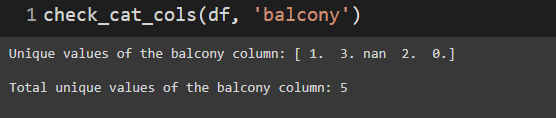 1 check_cat_cols(df, 'balcony')
Unique values of the balcony column: [ 1.  3. nan  2.  0.]
Total unique values of the balcony column: 5